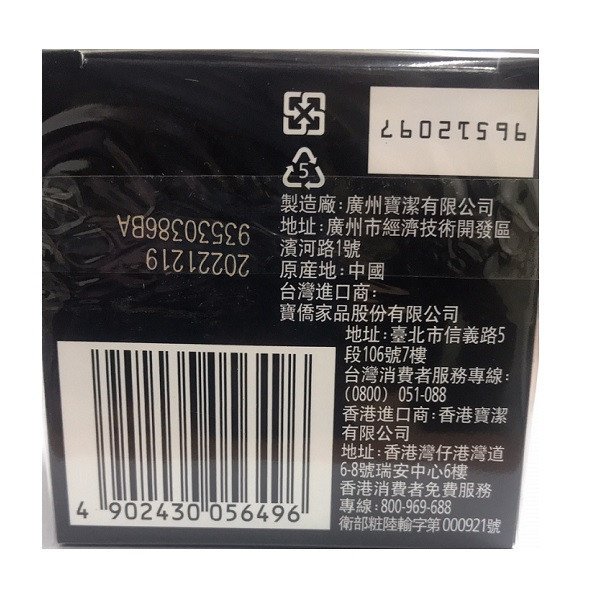 96512097
5
製造廠:廣州寶潔有限公司
地址:廣州市經濟技術開發區
濱河路1號
原産地:中國
台灣進口商:
寶僑家品股份有限公司
地址:臺北市信義路5
段106號7樓
台灣消費者服務專線:
(0800) 051-088
香港進口商:香港寶潔
有限公司
地址:香港灣仔港灣道
6-8號瑞安中心6樓
香港消費者免費服務
專線:800-969-688
衛部粧陸輸字第000921號
20221219
93530386BA
4 902430 056496